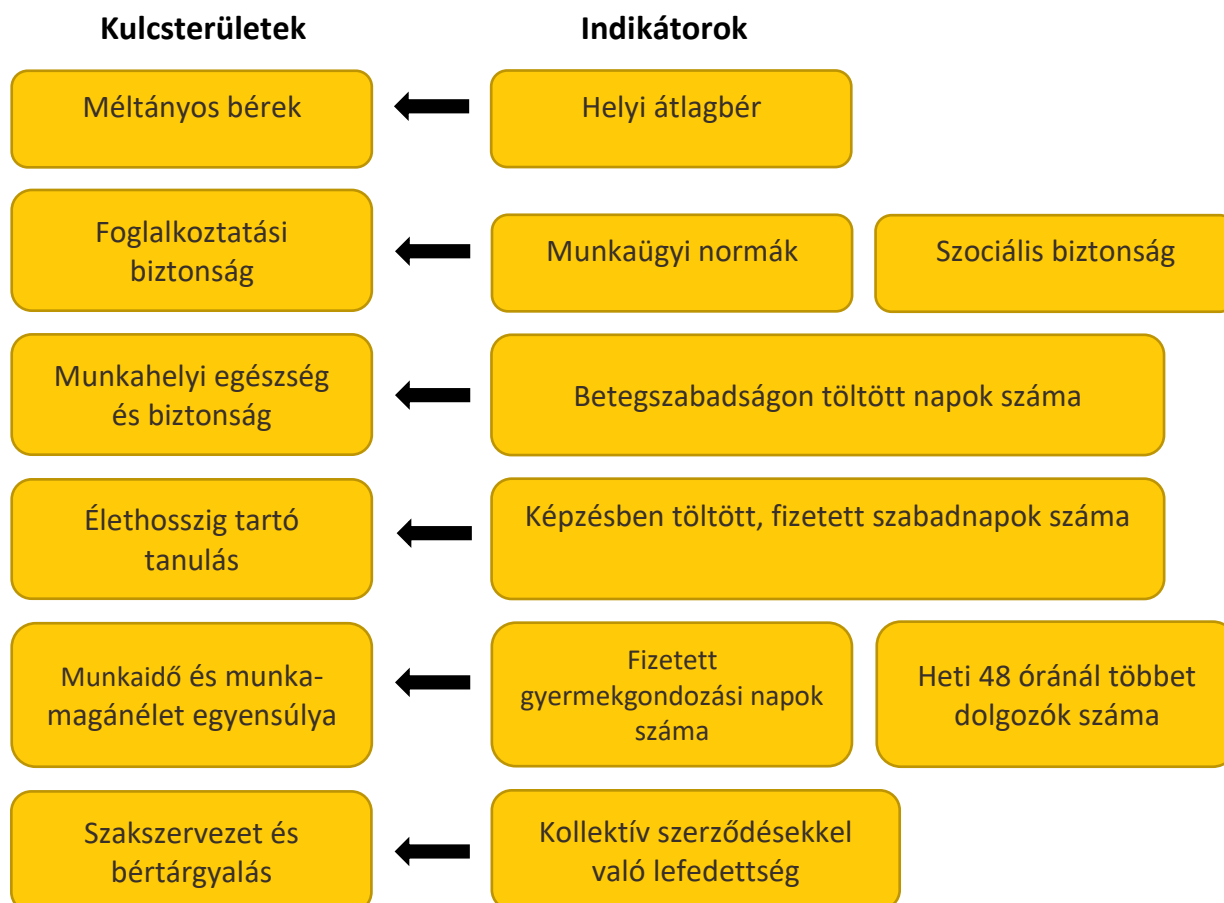 Kulcsterületek
Indikátorok
Méltányos bérek
Helyi átlagbér
Foglalkoztatási
biztonság
Munkaügyi normák
Szociális biztonság
Munkahelyi egészség
és biztonság
Betegszabadságon töltött napok száma
Élethosszig tartó
tanulás
Képzésben töltött, fizetett szabadnapok száma
Munkaidő és munka-
magánélet egyensúlya
Fizetett
gyermekgondozási napok
száma
Heti 48 óránál többet
dolgozók száma
Szakszervezet és
bértárgyalás
Kollektív szerződésekkel
való lefedettség